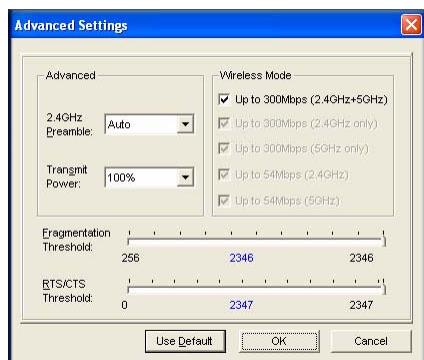 Advanced Settings
Advanced
2.4GHz
Preamble:
Auto
Transmit
Power:
100%
Wireless Mode
Up to 300Mbps (2.4GHz+5GHz)
Up to 300Mbps (2.4GHz only)
Up to 300Mbps (5GHz only)
Up to 54Mbps (2.4GHz)
Up to 54Mbps (5GHz)
Fragmentation
Threshold:
256 2346 2346
RTS/CTS
Threshold:
0 2347 2347
Use Default OK Cancel